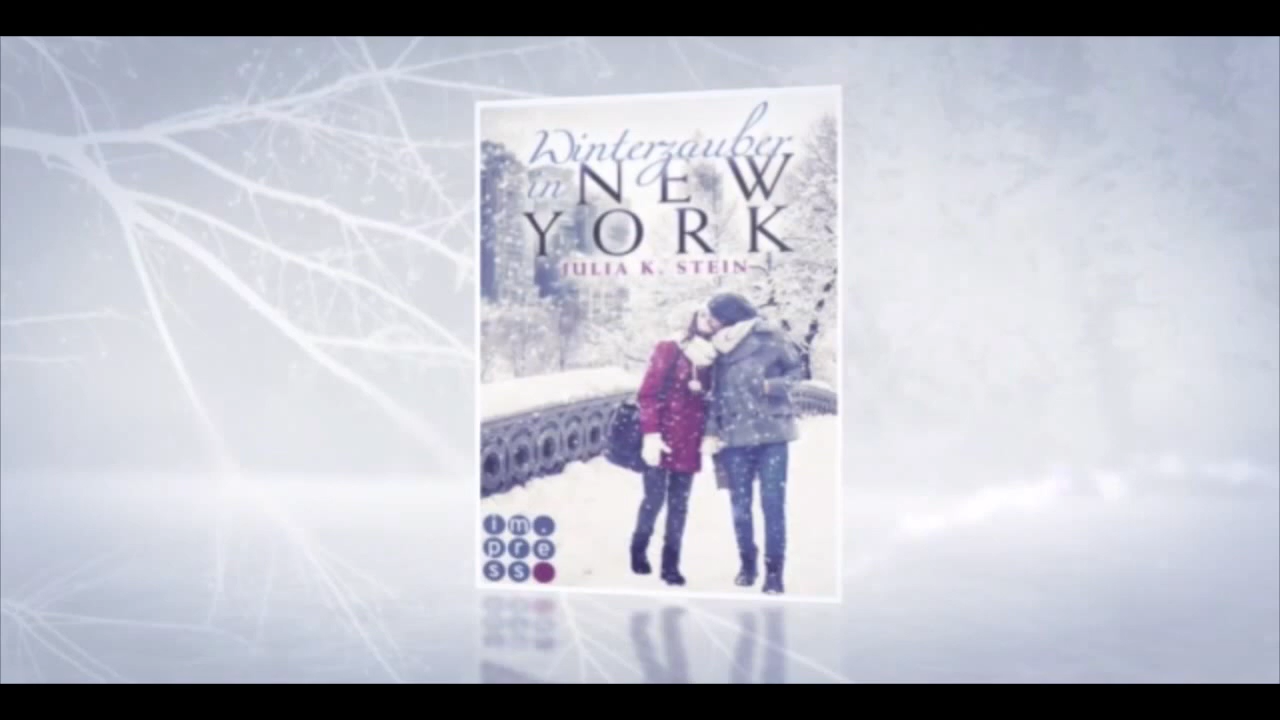 Winterzauber
in NEW
YORK
JULIA K. STEIN
im.
pre
ss